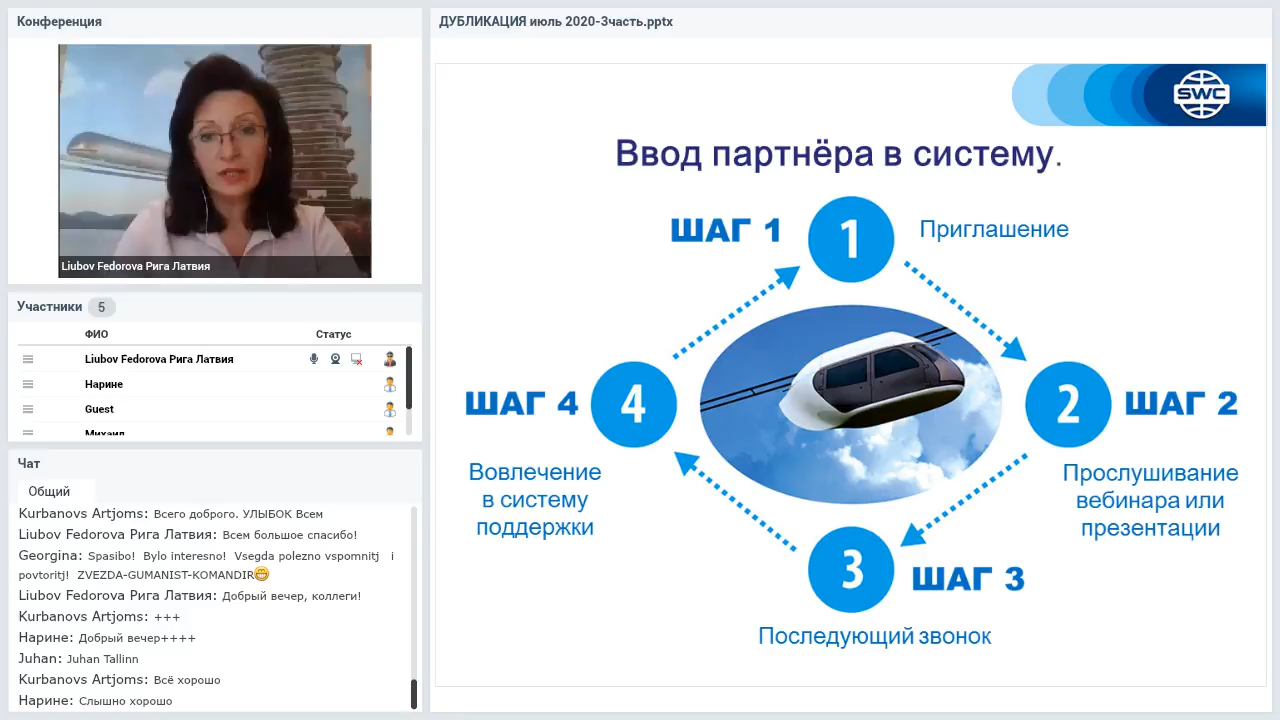 Конференция
Liubov Fedorova Рига Латвия
Участники 5
ФИО Статус
Liubov Fedorova Рига Латвия
Нарине
Guest
Михаил
Чат
Общий
Kurbanovs Artjoms: Всего доброго. УЛЫБОК Всем
Liubov Fedorova Рига Латвия: Всем большое спасибо!
Georgina: Spasibo! Bylo interesno! Vsegda polezno vspomnitj i
povtoritj! ZVEZDA-GUMANIST-KOMANDIR😁
Liubov Fedorova Рига Латвия: Добрый вечер, коллеги!
Kurbanovs Artjoms: +++
Нарине: Добрый вечер++++
Juhan: Juhan Tallinn
Kurbanovs Artjoms: Всё хорошо
Нарине: Слышно хорошо
ДУБЛИКАЦИЯ июль 2020-3часть.pptx
SWC
Ввод партнёра в систему.
ШАГ 1
1
Приглашение
2
ШАГ 2
Прослушивание
вебинара или
презентации
3
ШАГ 3
Последующий звонок
ШАГ 4
4
Вовлечение
в систему
поддержки